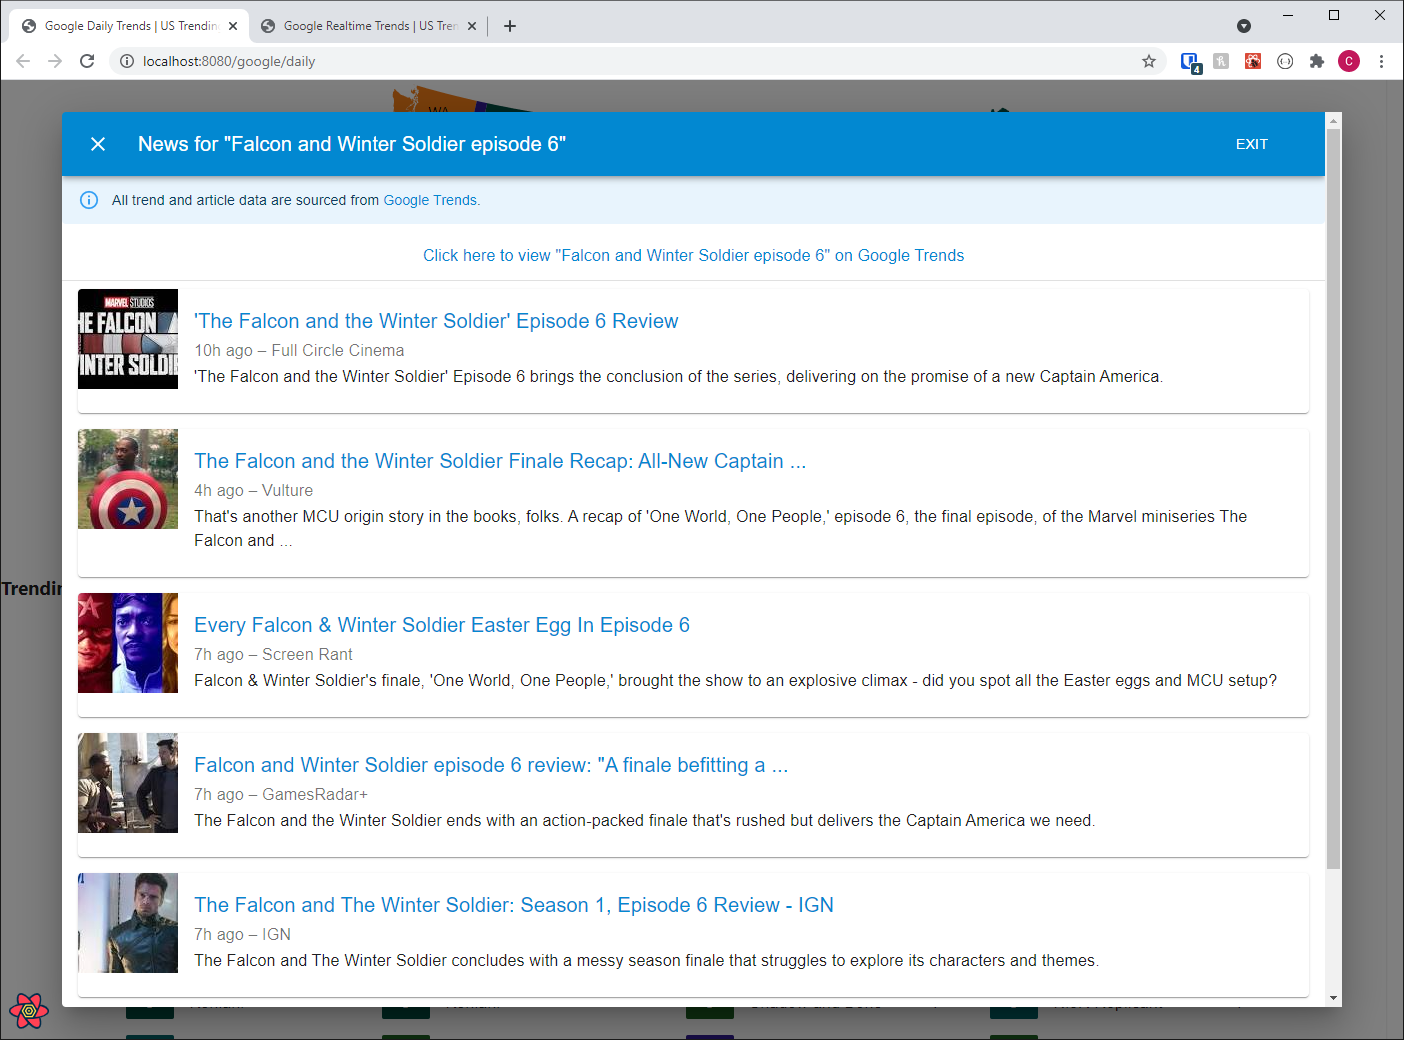 Google Daily Trends | US Trendin
Google Realtime Trends | US Tren
localhost:8080/google/daily
4
C
WA
News for "Falcon and Winter Soldier episode 6"
EXIT
All trend and article data are sourced from Google Trends.
Click here to view "Falcon and Winter Soldier episode 6" on Google Trends
MARVEL STUDIOS
HE FALCON
WINTER SOLDI
'The Falcon and the Winter Soldier' Episode 6 Review
10h ago – Full Circle Cinema
'The Falcon and the Winter Soldier' Episode 6 brings the conclusion of the series, delivering on the promise of a new Captain America.
The Falcon and the Winter Soldier Finale Recap: All-New Captain ...
4h ago – Vulture
That's another MCU origin story in the books, folks. A recap of 'One World, One People,' episode 6, the final episode, of the Marvel miniseries The
Falcon and ...
Trendin
Every Falcon & Winter Soldier Easter Egg In Episode 6
7h ago – Screen Rant
Falcon & Winter Soldier's finale, 'One World, One People,' brought the show to an explosive climax - did you spot all the Easter eggs and MCU setup?
Falcon and Winter Soldier episode 6 review: "A finale befitting a ...
7h ago – GamesRadar+
The Falcon and the Winter Soldier ends with an action-packed finale that's rushed but delivers the Captain America we need.
The Falcon and The Winter Soldier: Season 1, Episode 6 Review - IGN
7h ago – IGN
The Falcon and The Winter Soldier concludes with a messy season finale that struggles to explore its characters and themes.